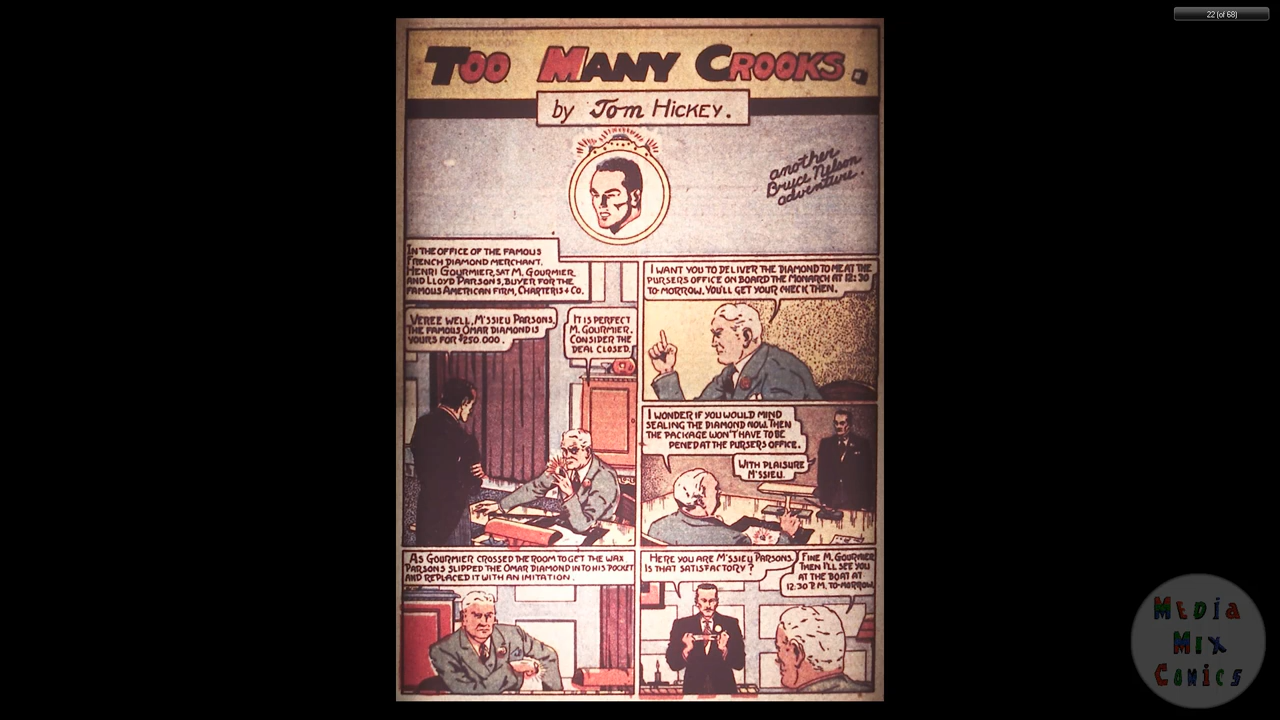 22 (of 68)
TOO MANY CROOKS.
by Tom HICKEY.
another
Bruce Nelson
adventure.
IN THE OFFICE OF THE FAMOUS
FRENCH DIAMOND MERCHANT.
HENRI GOURMIER, SAT M. GOURMIER
AND LLOYD PARSONS, BUYER FOR THE
FAMOUS AMERICAN FIRM, CHARTERIS + CO.
VEREE WELL, M'SSIEU PARSONS,
THE FAMOUS OMAR DIAMOND IS
YOURS FOR $250.000.
IT IS PERFECT
M. GOURMIER.
CONSIDER THE
DEAL CLOSED.
I WANT YOU TO DELIVER THE DIAMOND TO ME AT THE
PURSERS OFFICE ON BOARD THE MONARCH AT 12:30
TO-MORROW. YOU'LL GET YOUR CHECK THEN.
I WONDER IF YOU WOULD MIND
SEALING THE DIAMOND NOW. THEN
THE PACKAGE WON'T HAVE TO BE
PENED AT THE PURSERS OFFICE.
WITH PLAISURE
M'SSIEU.
AS GOURMIER CROSSED THE ROOM TO GET THE WAX
PARSONS SLIPPED THE OMAR DIAMOND INTO HIS POCKET
AND REPLACED IT WITH AN IMITATION.
HERE YOU ARE M'SSIEU PARSONS.
IS THAT SATISFACTORY?
FINE M. GOURMIER
THEN I'LL SEE YOU
AT THE BOAT AT
12:30 P.M. TO-MORROW.
MEDIA
MIX
COMICS